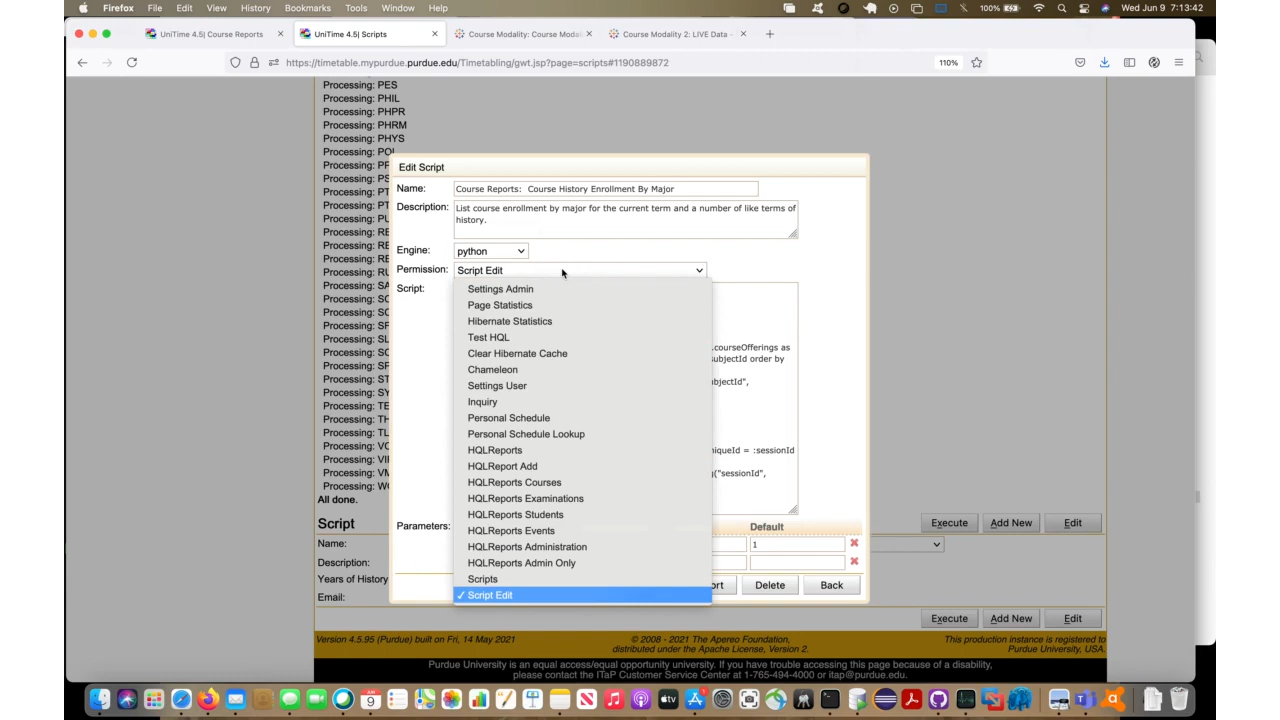 Firefox File Edit View History Bookmarks Tools Window Help 100% Wed Jun 9 7:13:42
UniTime 4.5| Course Reports × UniTime 4.5| Scripts × Course Modality: Course Modal × Course Modality 2: LIVE Data - × +
https://timetable.mypurdue.purdue.edu/Timetabling/gwt.jsp?page=scripts#1190889872 110%
Processing: PES
Processing: PHIL
Processing: PHPR
Processing: PHRM
Processing: PHYS
Processing: POL
Edit Script
Name: Course Reports: Course History Enrollment By Major
Description: List course enrollment by major for the current term and a number of like terms of
history.
Engine: python
Permission: Script Edit
Script:
Settings Admin
Page Statistics
Hibernate Statistics
Test HQL
Clear Hibernate Cache
Chameleon
Settings User
Inquiry
Personal Schedule
Personal Schedule Lookup
HQLReports
HQLReport Add
HQLReports Courses
HQLReports Examinations
HQLReports Students
HQLReports Events
HQLReports Administration
HQLReports Admin Only
Scripts
✓ Script Edit
.courseOfferings as
order by
"sessionId",
= :sessionId
Parameters: Default
1
Delete Back
All done.
Script Execute Add New Edit
Name:
Description:
Years of History
Email:
Execute Add New Edit
Version 4.5.95 (Purdue) built on Fri, 14 May 2021 © 2008 - 2021 The Apereo Foundation, This production instance is registered to
distributed under the Apache License, Version 2. Purdue University, USA.
Purdue University is an equal access/equal opportunity university. If you have trouble accessing this page because of a disability,
please contact the ITaP Customer Service Center at 1-765-494-4000 or itap@purdue.edu.